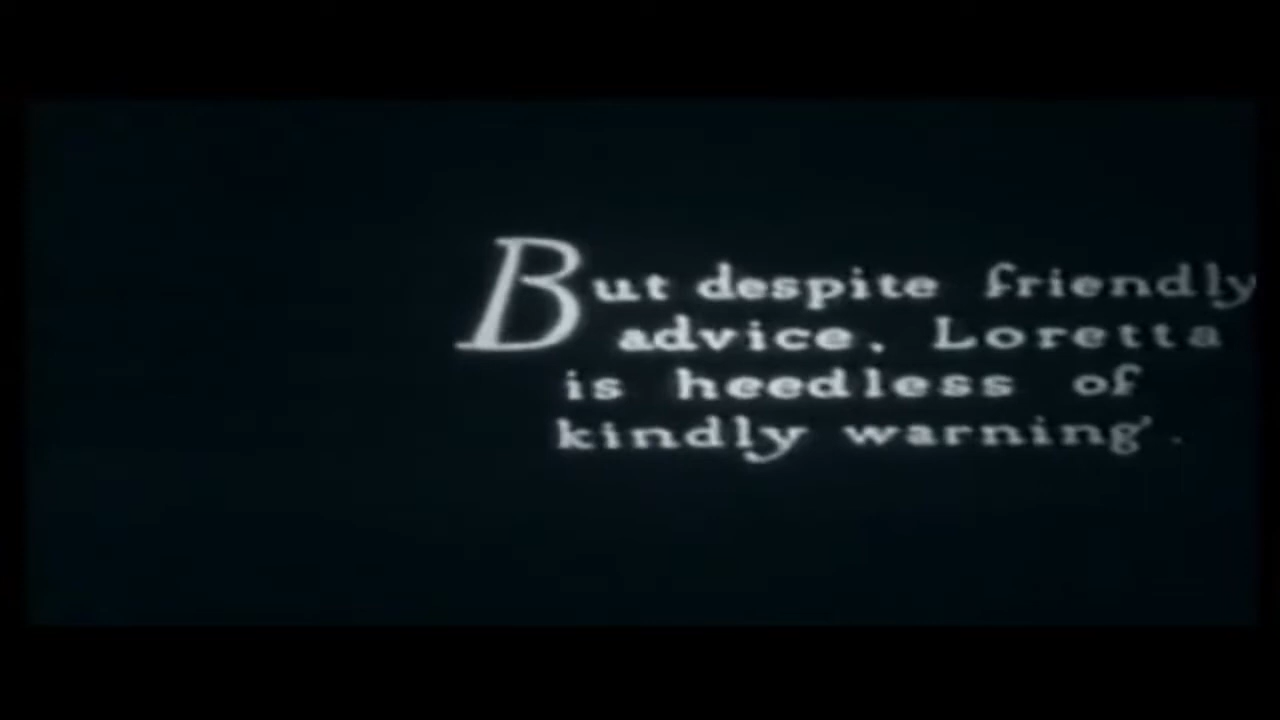 But despite friendly
advice, Loretta
is heedless of
kindly warning.